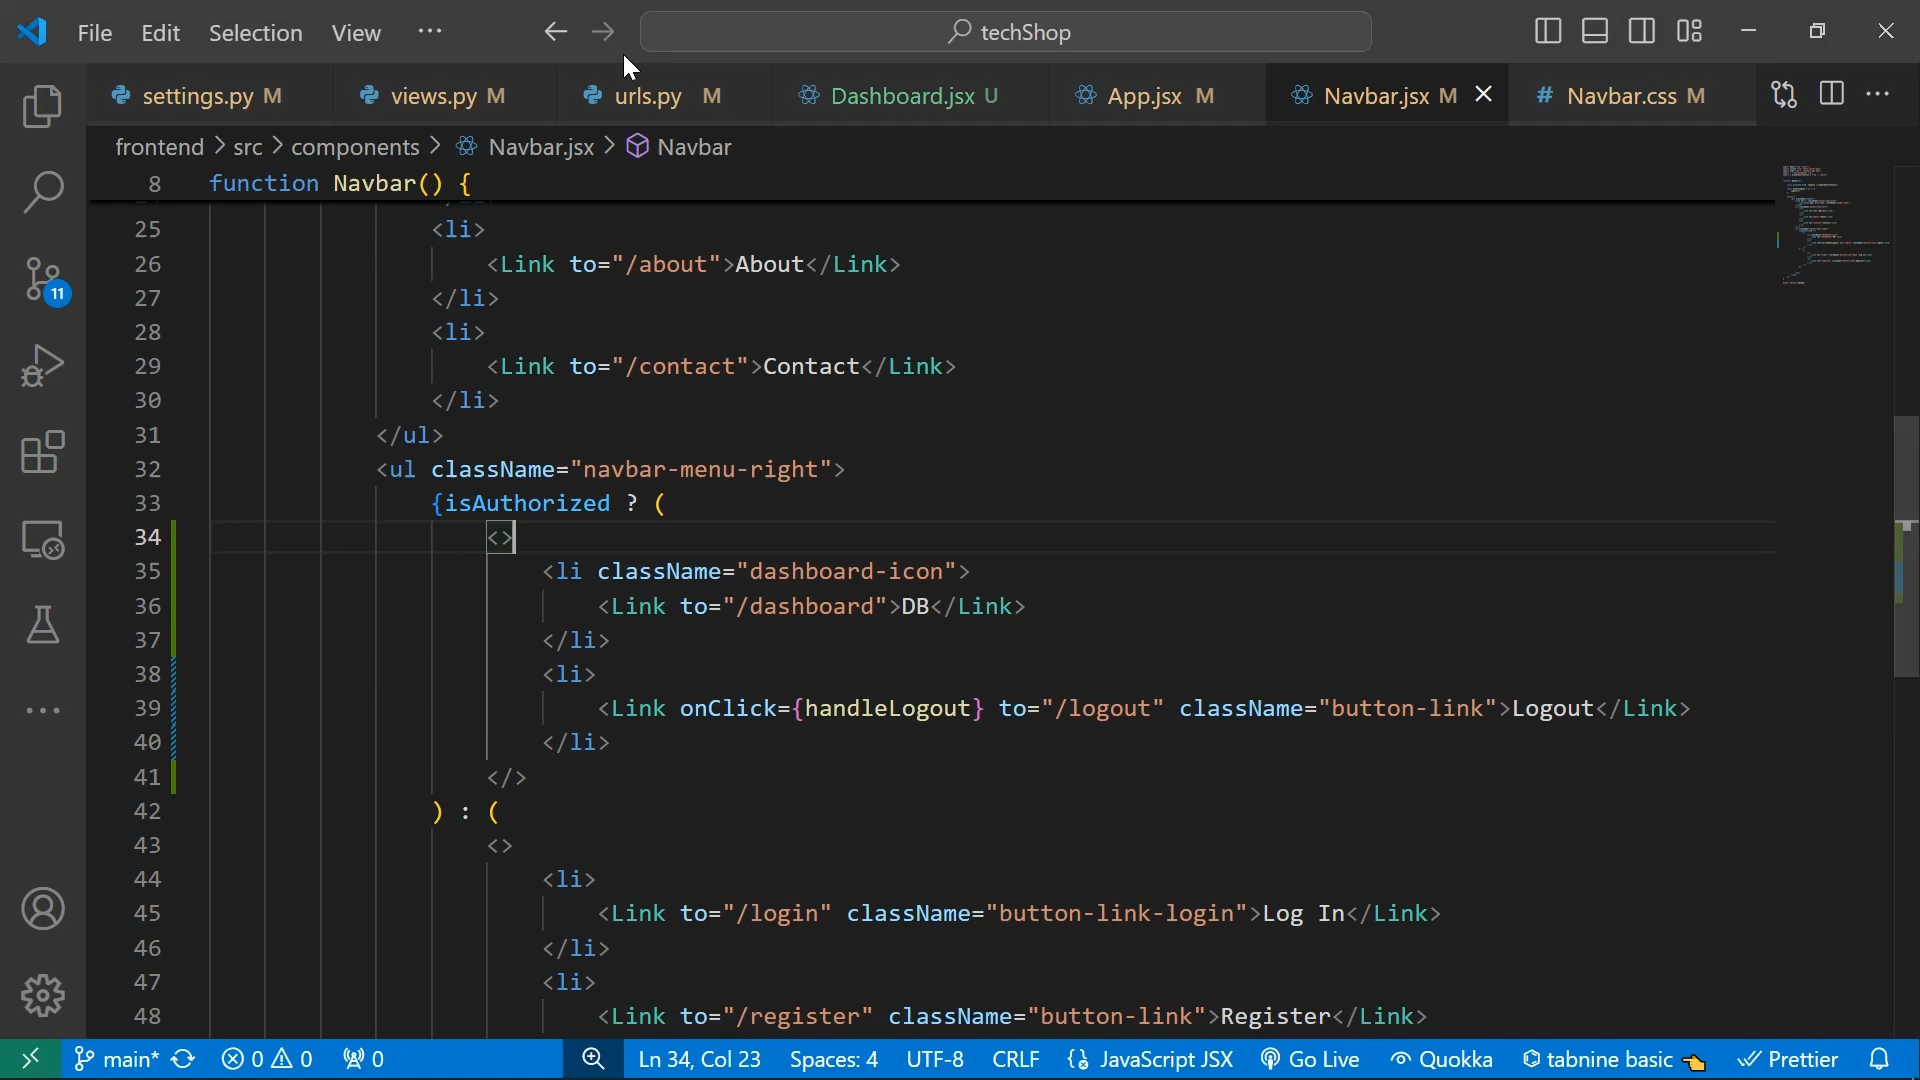 File Edit Selection View ··· techShop
settings.py M views.py M urls.py M Dashboard.jsx U App.jsx M Navbar.jsx M # Navbar.css M
frontend > src > components > Navbar.jsx > Navbar
8 function Navbar() {
25 <li>
26 <Link to="/about">About</Link>
27 </li>
28 <li>
29 <Link to="/contact">Contact</Link>
30 </li>
31 </ul>
32 <ul className="navbar-menu-right">
33 {isAuthorized ? (
34 <>
35 <li className="dashboard-icon">
36 <Link to="/dashboard">DB</Link>
37 </li>
38 <li>
39 <Link onClick={handleLogout} to="/logout" className="button-link">Logout</Link>
40 </li>
41 </>
42 ) : (
43 <>
44 <li>
45 <Link to="/login" className="button-link-login">Log In</Link>
46 </li>
47 <li>
48 <Link to="/register" className="button-link">Register</Link>
11
main* 0 0 0 Ln 34, Col 23 Spaces: 4 UTF-8 CRLF JavaScript JSX Go Live Quokka tabnine basic Prettier